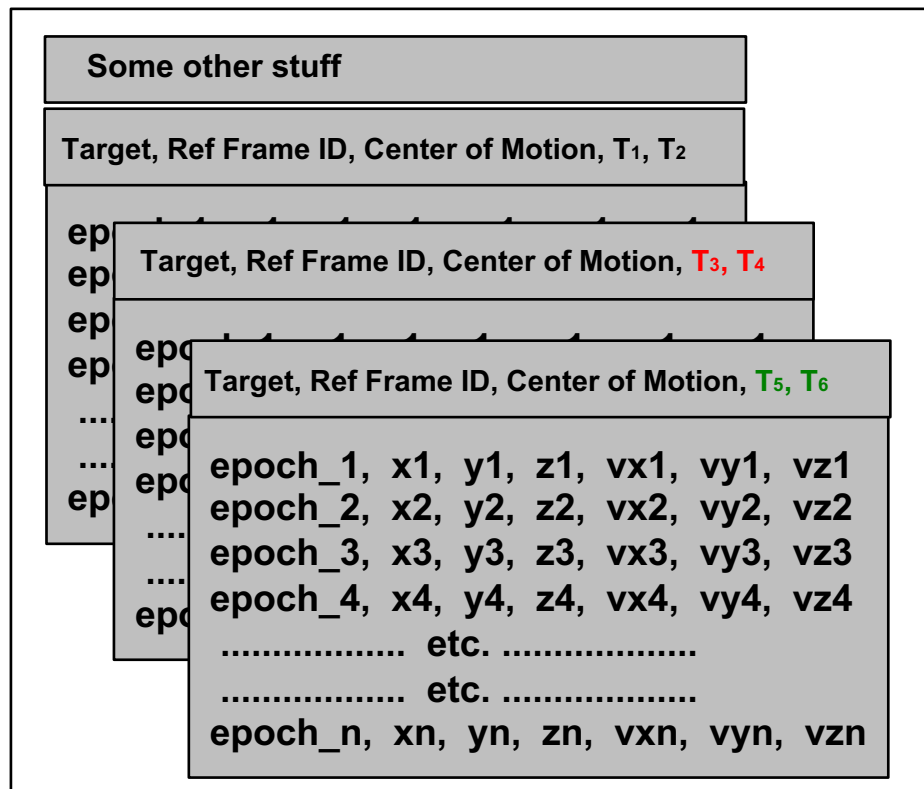 Some other stuff
Target, Ref Frame ID, Center of Motion, T1, T2
Target, Ref Frame ID, Center of Motion, T3, T4
Target, Ref Frame ID, Center of Motion, T5, T6
epoch_1, x1, y1, z1, vx1, vy1, vz1
epoch_2, x2, y2, z2, vx2, vy2, vz2
epoch_3, x3, y3, z3, vx3, vy3, vz3
epoch_4, x4, y4, z4, vx4, vy4, vz4
.................. etc. ...................
.................. etc. ...................
epoch_n, xn, yn, zn, vxn, vyn, vzn